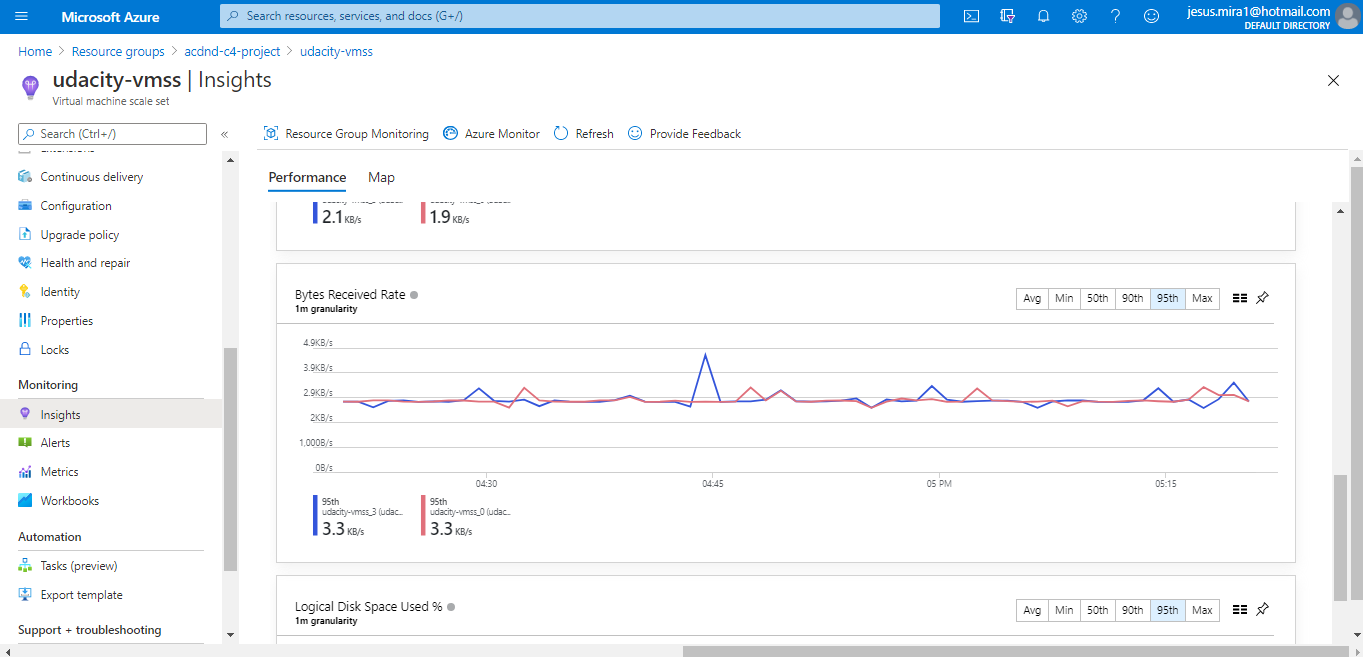 Microsoft Azure
Search resources, services, and docs (G+/)
jesus.mira1@hotmail.com
DEFAULT DIRECTORY
Home > Resource groups > acdnd-c4-project > udacity-vmss
udacity-vmss | Insights
Virtual machine scale set
Search (Ctrl+/)
«
Resource Group Monitoring
Azure Monitor
Refresh
Provide Feedback
Continuous delivery
Configuration
Upgrade policy
Health and repair
Identity
Properties
Locks
Monitoring
Insights
Alerts
Metrics
Workbooks
Automation
Tasks (preview)
Export template
Support + troubleshooting
Performance
Map
2.1 KB/s
1.9 KB/s
Bytes Received Rate
1m granularity
Avg Min 50th 90th 95th Max
4.9KB/s
3.9KB/s
2.9KB/s
2KB/s
1,000B/s
0B/s
04:30 04:45 05 PM 05:15
95th
udacity-vmss_3 (udac...
3.3 KB/s
95th
udacity-vmss_0 (udac...
3.3 KB/s
Logical Disk Space Used %
1m granularity
Avg Min 50th 90th 95th Max